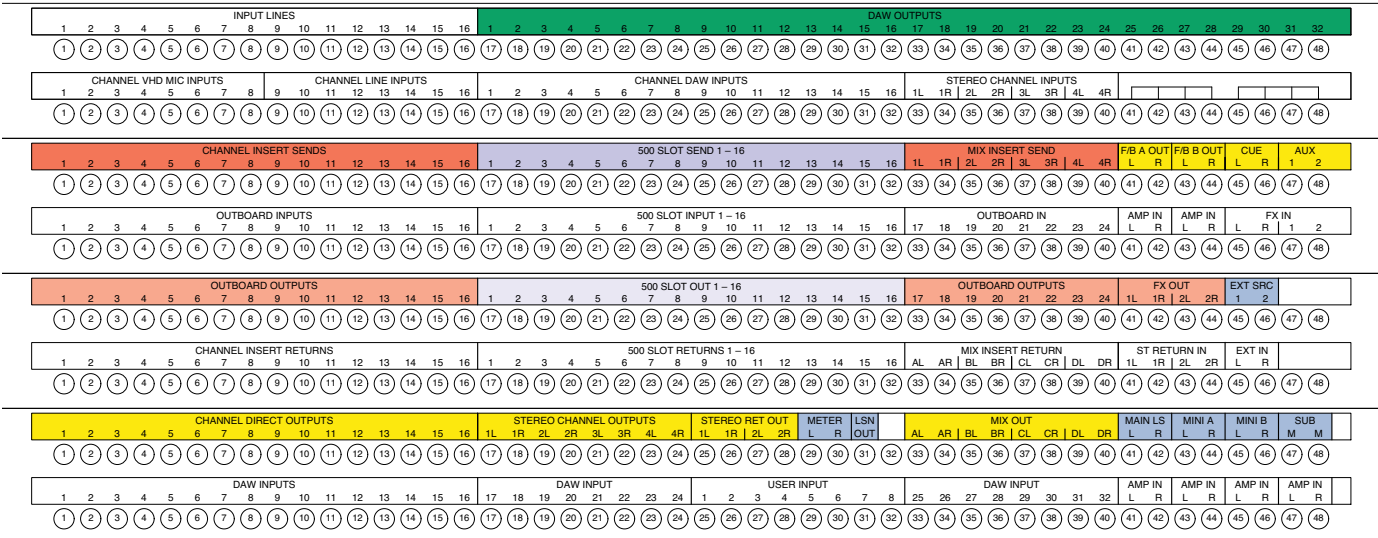 INPUT LINES DAW OUTPUTS
1 2 3 4 5 6 7 8 9 10 11 12 13 14 15 16 1 2 3 4 5 6 7 8 9 10 11 12 13 14 15 16 17 18 19 20 21 22 23 24 25 26 27 28 29 30 31 32
1 2 3 4 5 6 7 8 9 10 11 12 13 14 15 16 17 18 19 20 21 22 23 24 25 26 27 28 29 30 31 32 33 34 35 36 37 38 39 40 41 42 43 44 45 46 47 48
CHANNEL VHD MIC INPUTS CHANNEL LINE INPUTS CHANNEL DAW INPUTS STEREO CHANNEL INPUTS
1 2 3 4 5 6 7 8 9 10 11 12 13 14 15 16 1 2 3 4 5 6 7 8 9 10 11 12 13 14 15 16 1L 1R 2L 2R 3L 3R 4L 4R
1 2 3 4 5 6 7 8 9 10 11 12 13 14 15 16 17 18 19 20 21 22 23 24 25 26 27 28 29 30 31 32 33 34 35 36 37 38 39 40 41 42 43 44 45 46 47 48
CHANNEL INSERT SENDS 500 SLOT SEND 1 – 16 MIX INSERT SEND F/B A OUT F/B B OUT CUE AUX
1 2 3 4 5 6 7 8 9 10 11 12 13 14 15 16 1 2 3 4 5 6 7 8 9 10 11 12 13 14 15 16 1L 1R 2L 2R 3L 3R 4L 4R L R L R L R 1 2
1 2 3 4 5 6 7 8 9 10 11 12 13 14 15 16 17 18 19 20 21 22 23 24 25 26 27 28 29 30 31 32 33 34 35 36 37 38 39 40 41 42 43 44 45 46 47 48
OUTBOARD INPUTS 500 SLOT INPUT 1 – 16 OUTBOARD IN AMP IN AMP IN FX IN
1 2 3 4 5 6 7 8 9 10 11 12 13 14 15 16 1 2 3 4 5 6 7 8 9 10 11 12 13 14 15 16 17 18 19 20 21 22 23 24 L R L R L R 1 2
1 2 3 4 5 6 7 8 9 10 11 12 13 14 15 16 17 18 19 20 21 22 23 24 25 26 27 28 29 30 31 32 33 34 35 36 37 38 39 40 41 42 43 44 45 46 47 48
OUTBOARD OUTPUTS 500 SLOT OUT 1 – 16 OUTBOARD OUTPUTS FX OUT EXT SRC
1 2 3 4 5 6 7 8 9 10 11 12 13 14 15 16 1 2 3 4 5 6 7 8 9 10 11 12 13 14 15 16 17 18 19 20 21 22 23 24 1L 1R 2L 2R 1 2
1 2 3 4 5 6 7 8 9 10 11 12 13 14 15 16 17 18 19 20 21 22 23 24 25 26 27 28 29 30 31 32 33 34 35 36 37 38 39 40 41 42 43 44 45 46 47 48
CHANNEL INSERT RETURNS 500 SLOT RETURNS 1 – 16 MIX INSERT RETURN ST RETURN IN EXT IN
1 2 3 4 5 6 7 8 9 10 11 12 13 14 15 16 1 2 3 4 5 6 7 8 9 10 11 12 13 14 15 16 AL AR BL BR CL CR DL DR 1L 1R 2L 2R L R
1 2 3 4 5 6 7 8 9 10 11 12 13 14 15 16 17 18 19 20 21 22 23 24 25 26 27 28 29 30 31 32 33 34 35 36 37 38 39 40 41 42 43 44 45 46 47 48
CHANNEL DIRECT OUTPUTS STEREO CHANNEL OUTPUTS STEREO RET OUT METER LSN MIX OUT MAIN LS MINI A MINI B SUB
1 2 3 4 5 6 7 8 9 10 11 12 13 14 15 16 1L 1R 2L 2R 3L 3R 4L 4R 1L 1R 2L 2R L R OUT AL AR BL BR CL CR DL DR L R L R L R M M
1 2 3 4 5 6 7 8 9 10 11 12 13 14 15 16 17 18 19 20 21 22 23 24 25 26 27 28 29 30 31 32 33 34 35 36 37 38 39 40 41 42 43 44 45 46 47 48
DAW INPUTS DAW INPUT USER INPUT DAW INPUT AMP IN AMP IN AMP IN AMP IN
1 2 3 4 5 6 7 8 9 10 11 12 13 14 15 16 17 18 19 20 21 22 23 24 1 2 3 4 5 6 7 8 25 26 27 28 29 30 31 32 L R L R L R L R
1 2 3 4 5 6 7 8 9 10 11 12 13 14 15 16 17 18 19 20 21 22 23 24 25 26 27 28 29 30 31 32 33 34 35 36 37 38 39 40 41 42 43 44 45 46 47 48